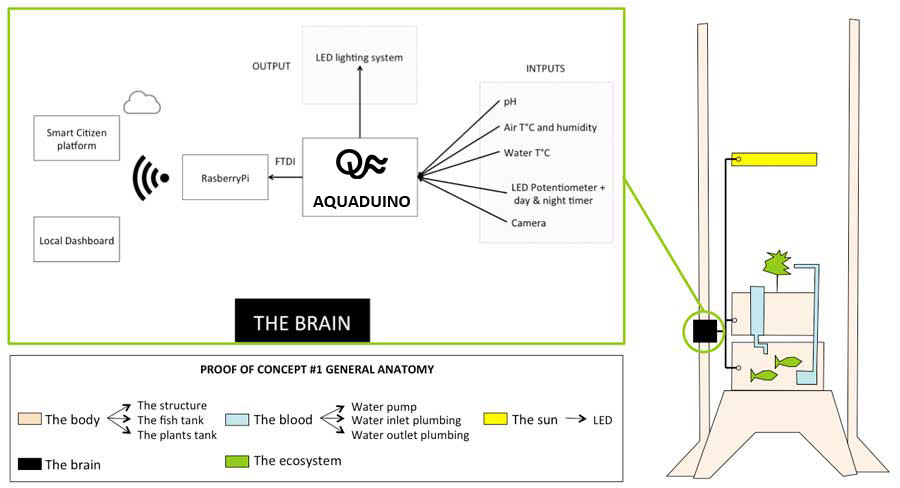 LED lighting system
OUTPUT
INTPUTS
pH
Air T°C and humidity
Water T°C
LED Potentiometer +
day & night timer
Camera
Smart Citizen
platform
RasberryPi
FTDI
AQUADUINO
Local Dashboard
THE BRAIN
PROOF OF CONCEPT #1 GENERAL ANATOMY
The body
The structure
The fish tank
The plants tank
The blood
Water pump
Water inlet plumbing
Water outlet plumbing
The sun
LED
The brain
The ecosystem